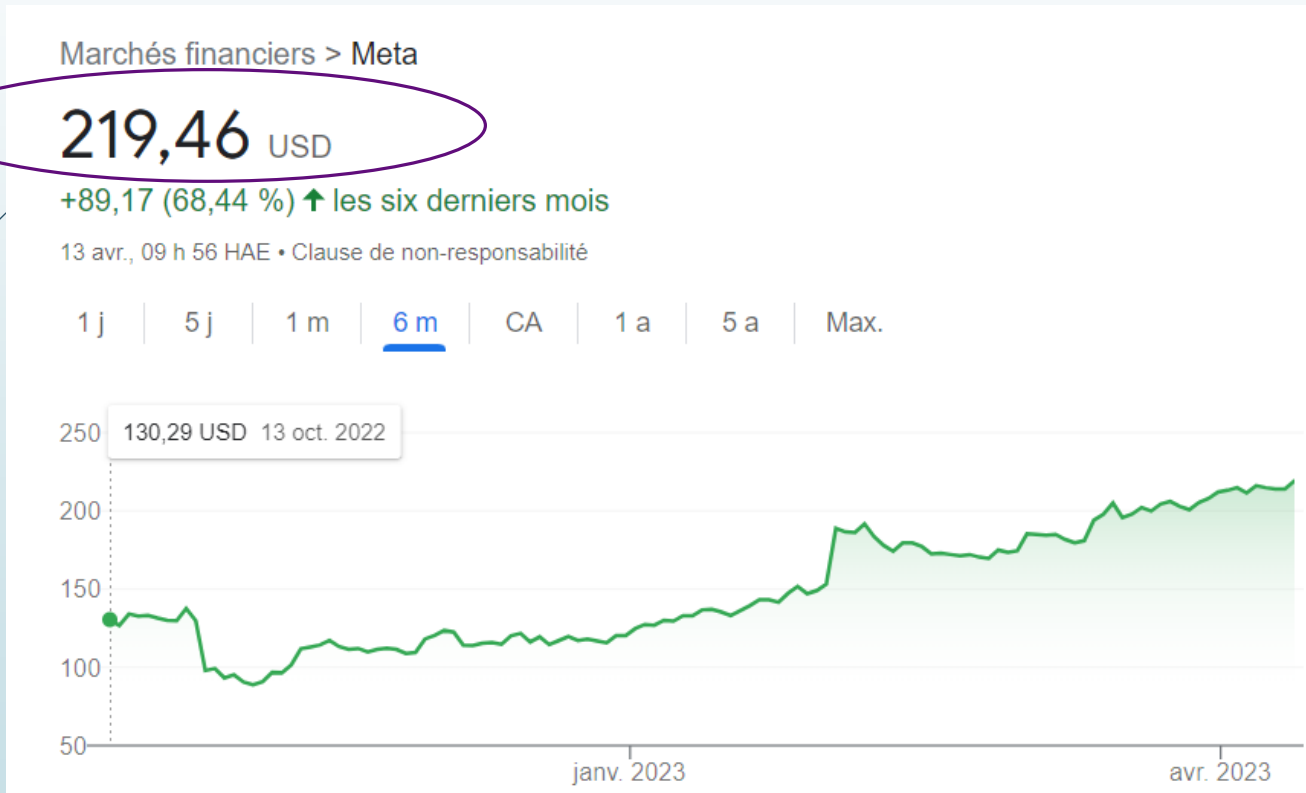 Marchés financiers > Meta
219,46 USD
+89,17 (68,44 %) ↑ les six derniers mois
13 avr., 09 h 56 HAE • Clause de non-responsabilité
1 j 5 j 1 m 6 m CA 1 a 5 a Max.
250
130,29 USD 13 oct. 2022
200
150
100
50
janv. 2023 avr. 2023